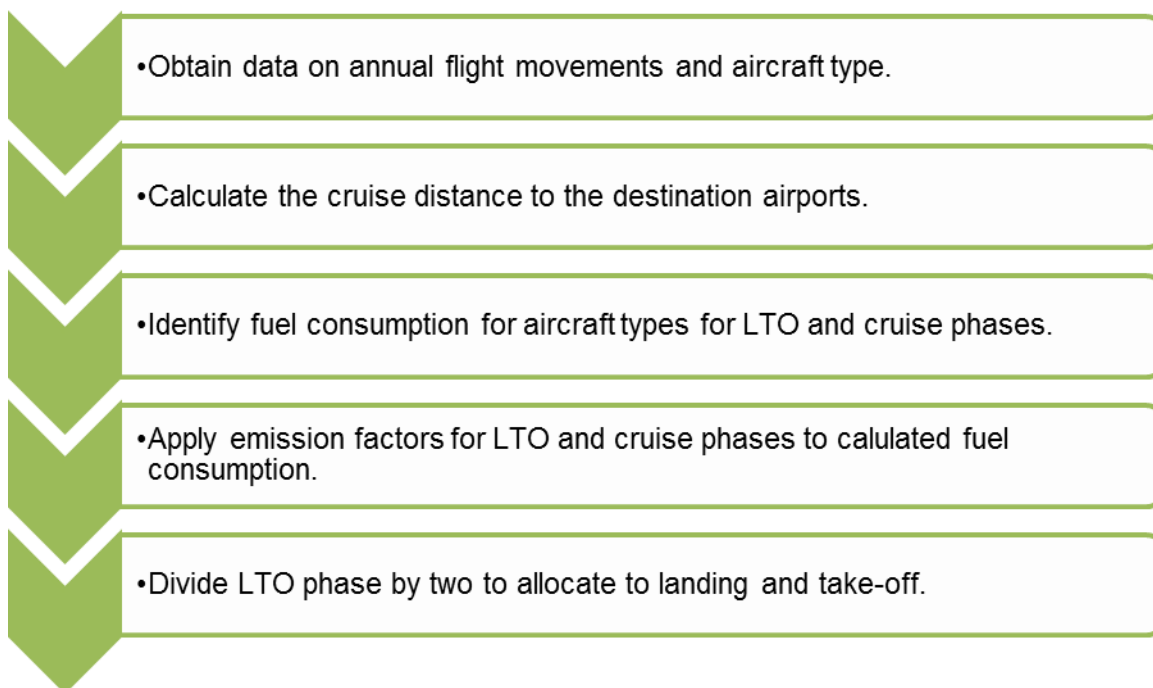 •Obtain data on annual flight movements and aircraft type.
•Calculate the cruise distance to the destination airports.
•Identify fuel consumption for aircraft types for LTO and cruise phases.
•Apply emission factors for LTO and cruise phases to calulated fuel
consumption.
•Divide LTO phase by two to allocate to landing and take-off.